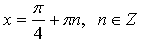 x = π/4 + πn, n ∈ Z